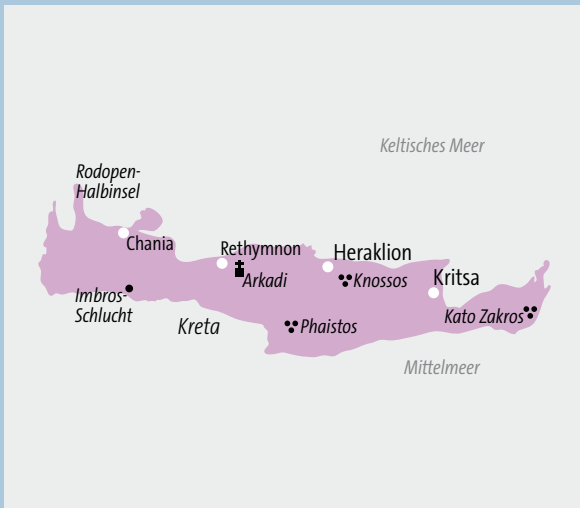 Keltisches Meer
Rodopen-
Halbinsel
Chania
Rethymnon
Heraklion
Arkadi
Knossos
Kritsa
Imbros-
Schlucht
Kreta
Phaistos
Kato Zakros
Mittelmeer